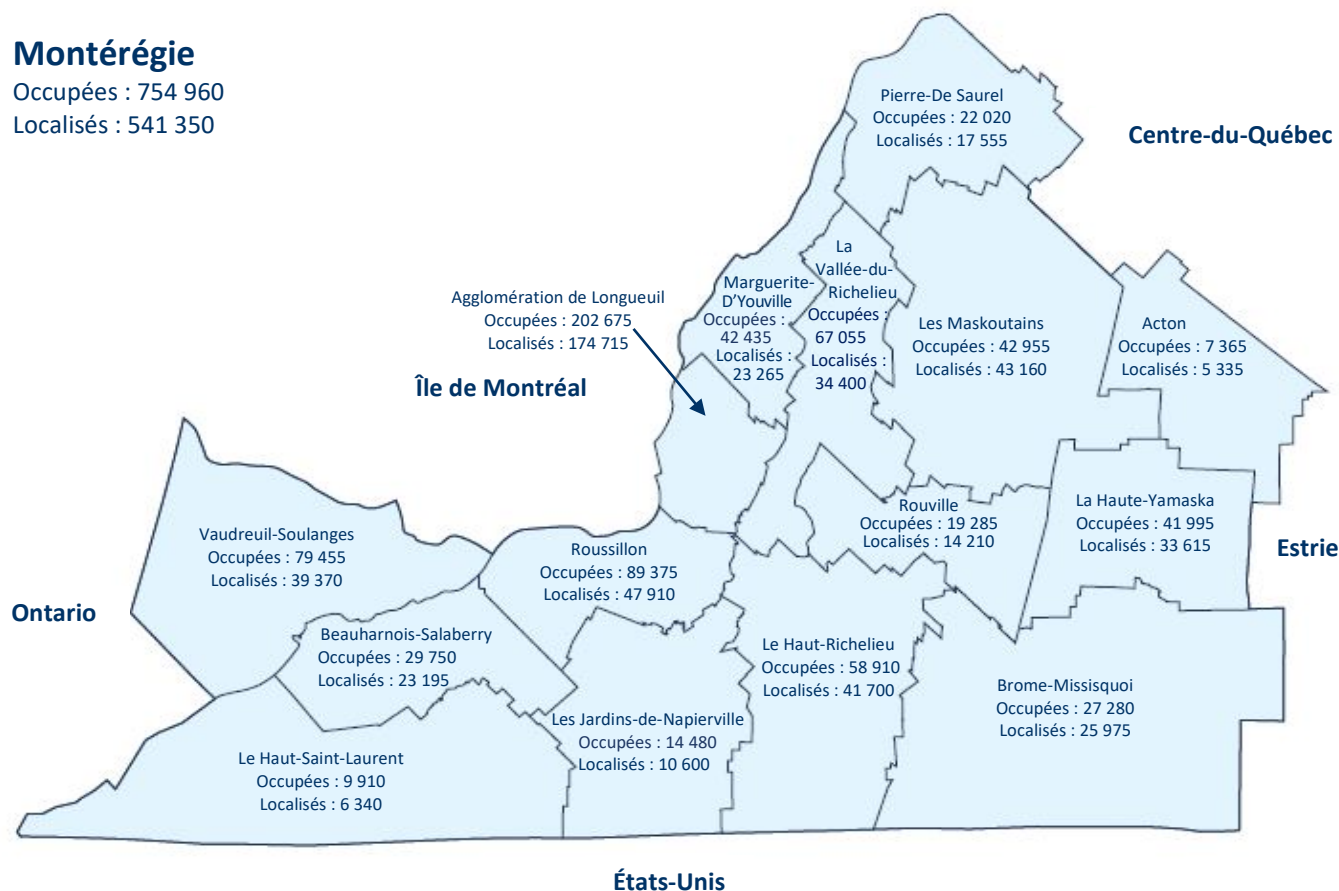 Montérégie
Occupées : 754 960
Localisés : 541 350
Pierre-De Saurel
Occupées : 22 020
Localisés : 17 555
Centre-du-Québec
La
Vallée-du-
Richelieu
Occupées :
67 055
Localisés :
34 400
Marguerite-
D'Youville
Occupées :
42 435
Localisés :
23 265
Agglomération de Longueuil
Occupées : 202 675
Localisés : 174 715
Les Maskoutains
Occupées : 42 955
Localisés : 43 160
Acton
Occupées : 7 365
Localisés : 5 335
Île de Montréal
Rouville
Occupées : 19 285
Localisés : 14 210
La Haute-Yamaska
Occupées : 41 995
Localisés : 33 615
Estrie
Vaudreuil-Soulanges
Occupées : 79 455
Localisés : 39 370
Roussillon
Occupées : 89 375
Localisés : 47 910
Ontario
Beauharnois-Salaberry
Occupées : 29 750
Localisés : 23 195
Le Haut-Richelieu
Occupées : 58 910
Localisés : 41 700
Brome-Missisquoi
Occupées : 27 280
Localisés : 25 975
Les Jardins-de-Napierville
Occupées : 14 480
Localisés : 10 600
Le Haut-Saint-Laurent
Occupées : 9 910
Localisés : 6 340
États-Unis